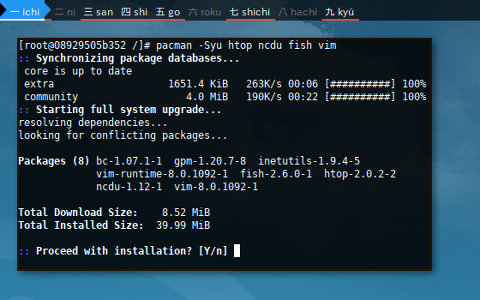 一 ichi 二 ni 三 san 四 shi 五 go 六 roku 七 shichi 八 hachi 九 kyū
[root@08929505b352 /]# pacman -Syu htop ncdu fish vim
:: Synchronizing package databases...
core is up to date
extra 1651.4 KiB 263K/s 00:06 [##########] 100%
community 4.0 MiB 190K/s 00:22 [##########] 100%
:: Starting full system upgrade...
resolving dependencies...
looking for conflicting packages...
Packages (8) bc-1.07.1-1 gpm-1.20.7-8 inetutils-1.9.4-5
vim-runtime-8.0.1092-1 fish-2.6.0-1 htop-2.0.2-2
ncdu-1.12-1 vim-8.0.1092-1
Total Download Size: 8.52 MiB
Total Installed Size: 39.99 MiB
:: Proceed with installation? [Y/n]